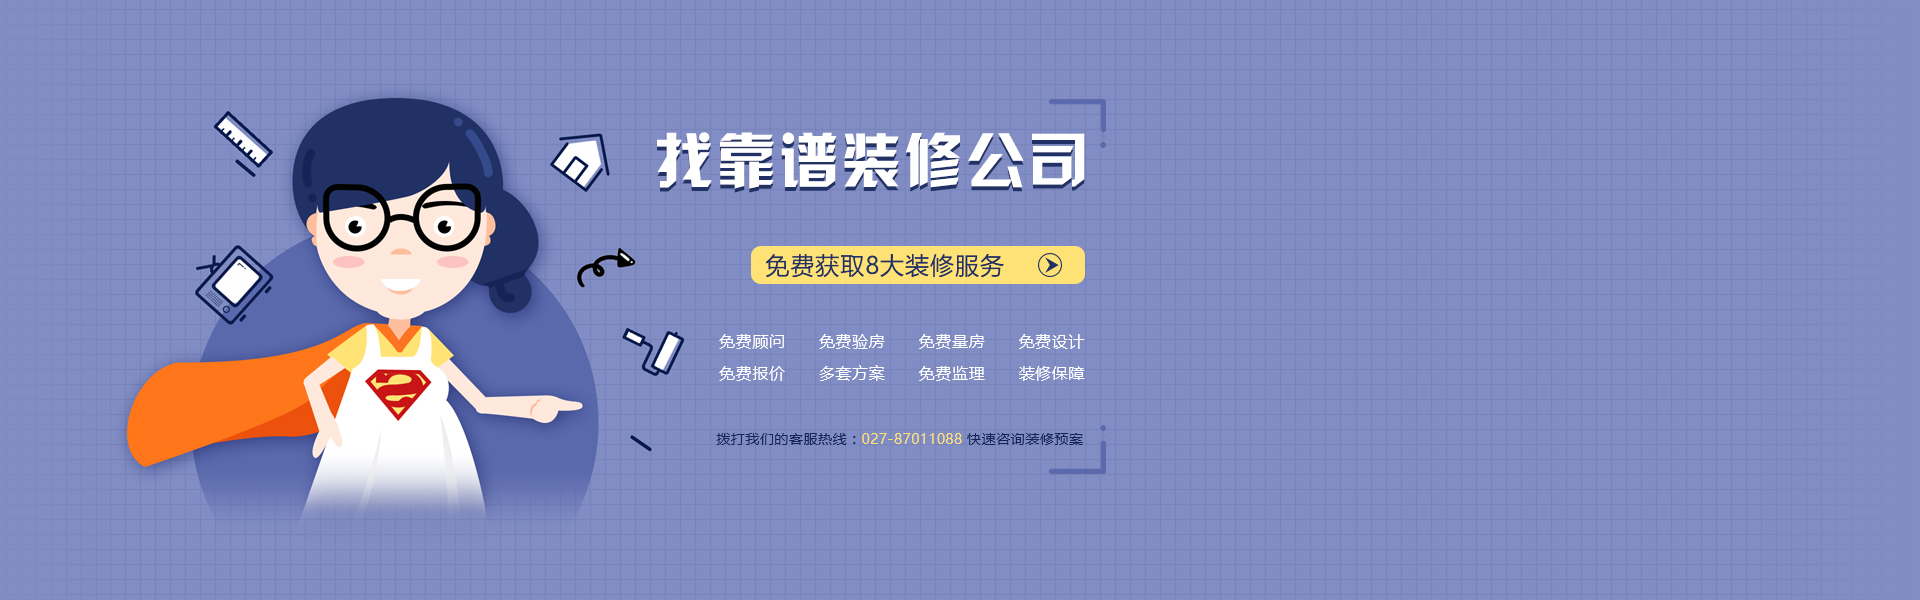 找靠谱装修公司
免费获取8大装修服务
免费顾问 免费验房 免费量房 免费设计
免费报价 多套方案 免费监理 装修保障
拨打我们的客服热线：027-87011088 快速咨询装修预案